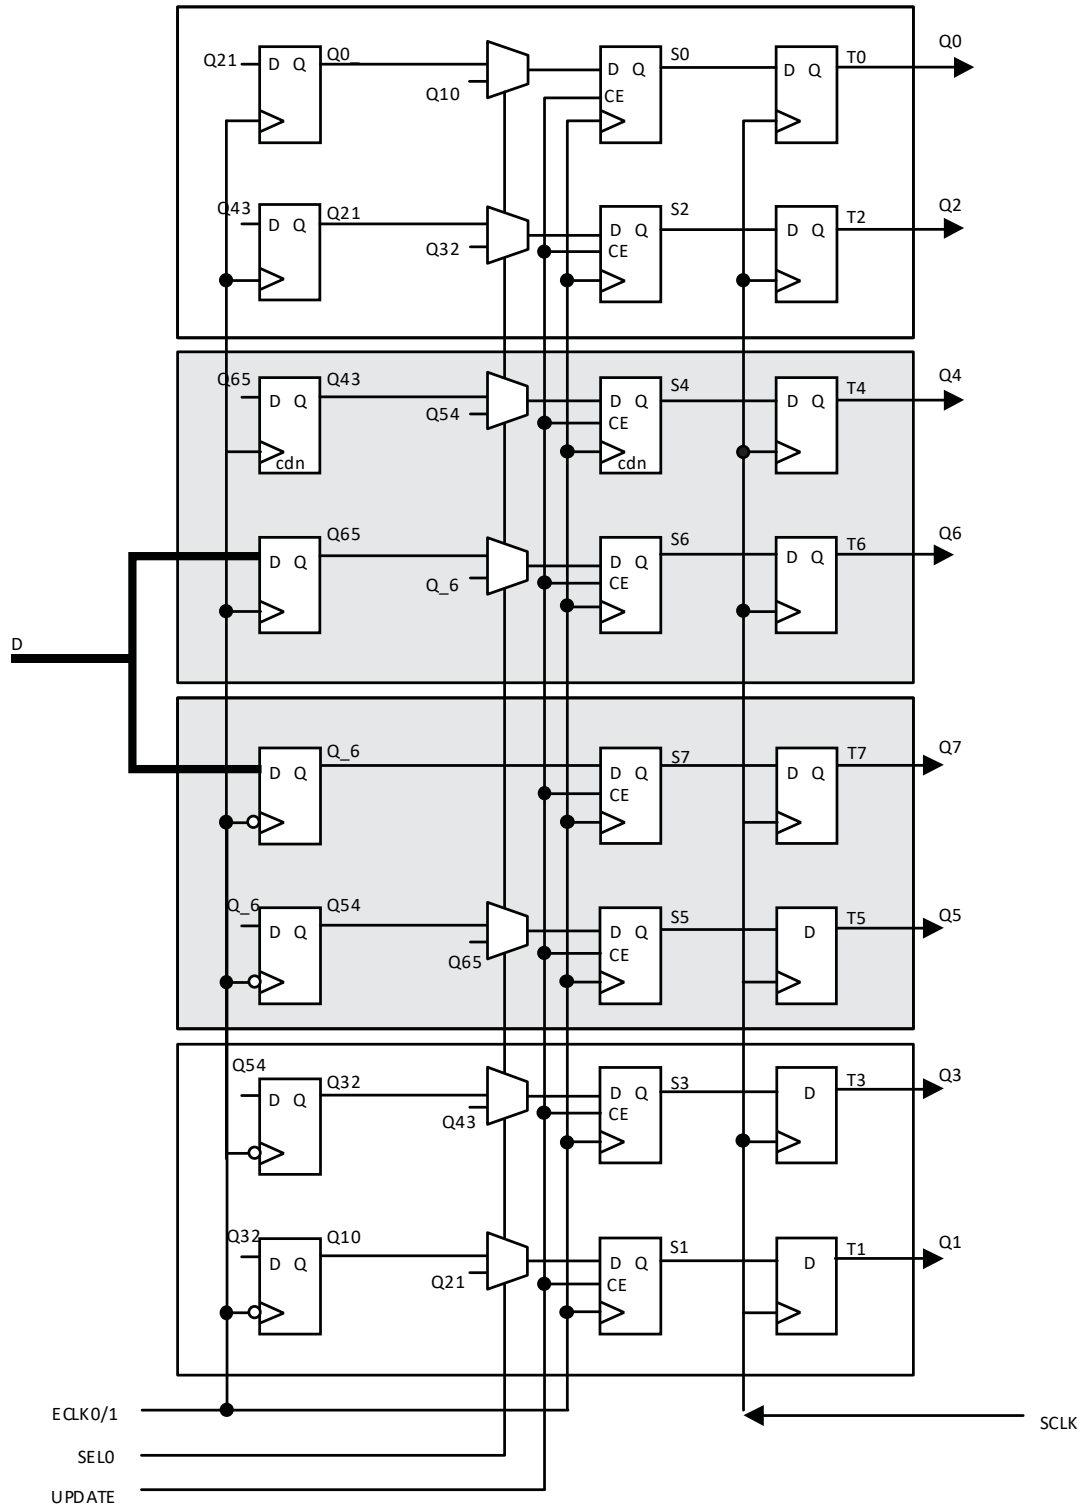 Q21 D Q Q0_ D Q S0 D Q T0 Q0
Q10 CE
Q43 D Q Q21 D Q S2 D Q T2 Q2
Q32 CE
Q65 D Q Q43 D Q S4 D Q T4 Q4
Q54 CE
cdn cdn
D Q Q65 D Q S6 D Q T6 Q6
Q_6 CE
D
D Q Q_6 D Q S7 D Q T7 Q7
CE
Q_6 D Q Q54 D Q S5 D T5 Q5
Q65 CE
Q54 D Q Q32 D Q S3 D T3 Q3
Q43 CE
Q32 D Q Q10 D Q S1 D T1 Q1
Q21 CE
ECLK0/1
SCLK
SEL0
UPDATE